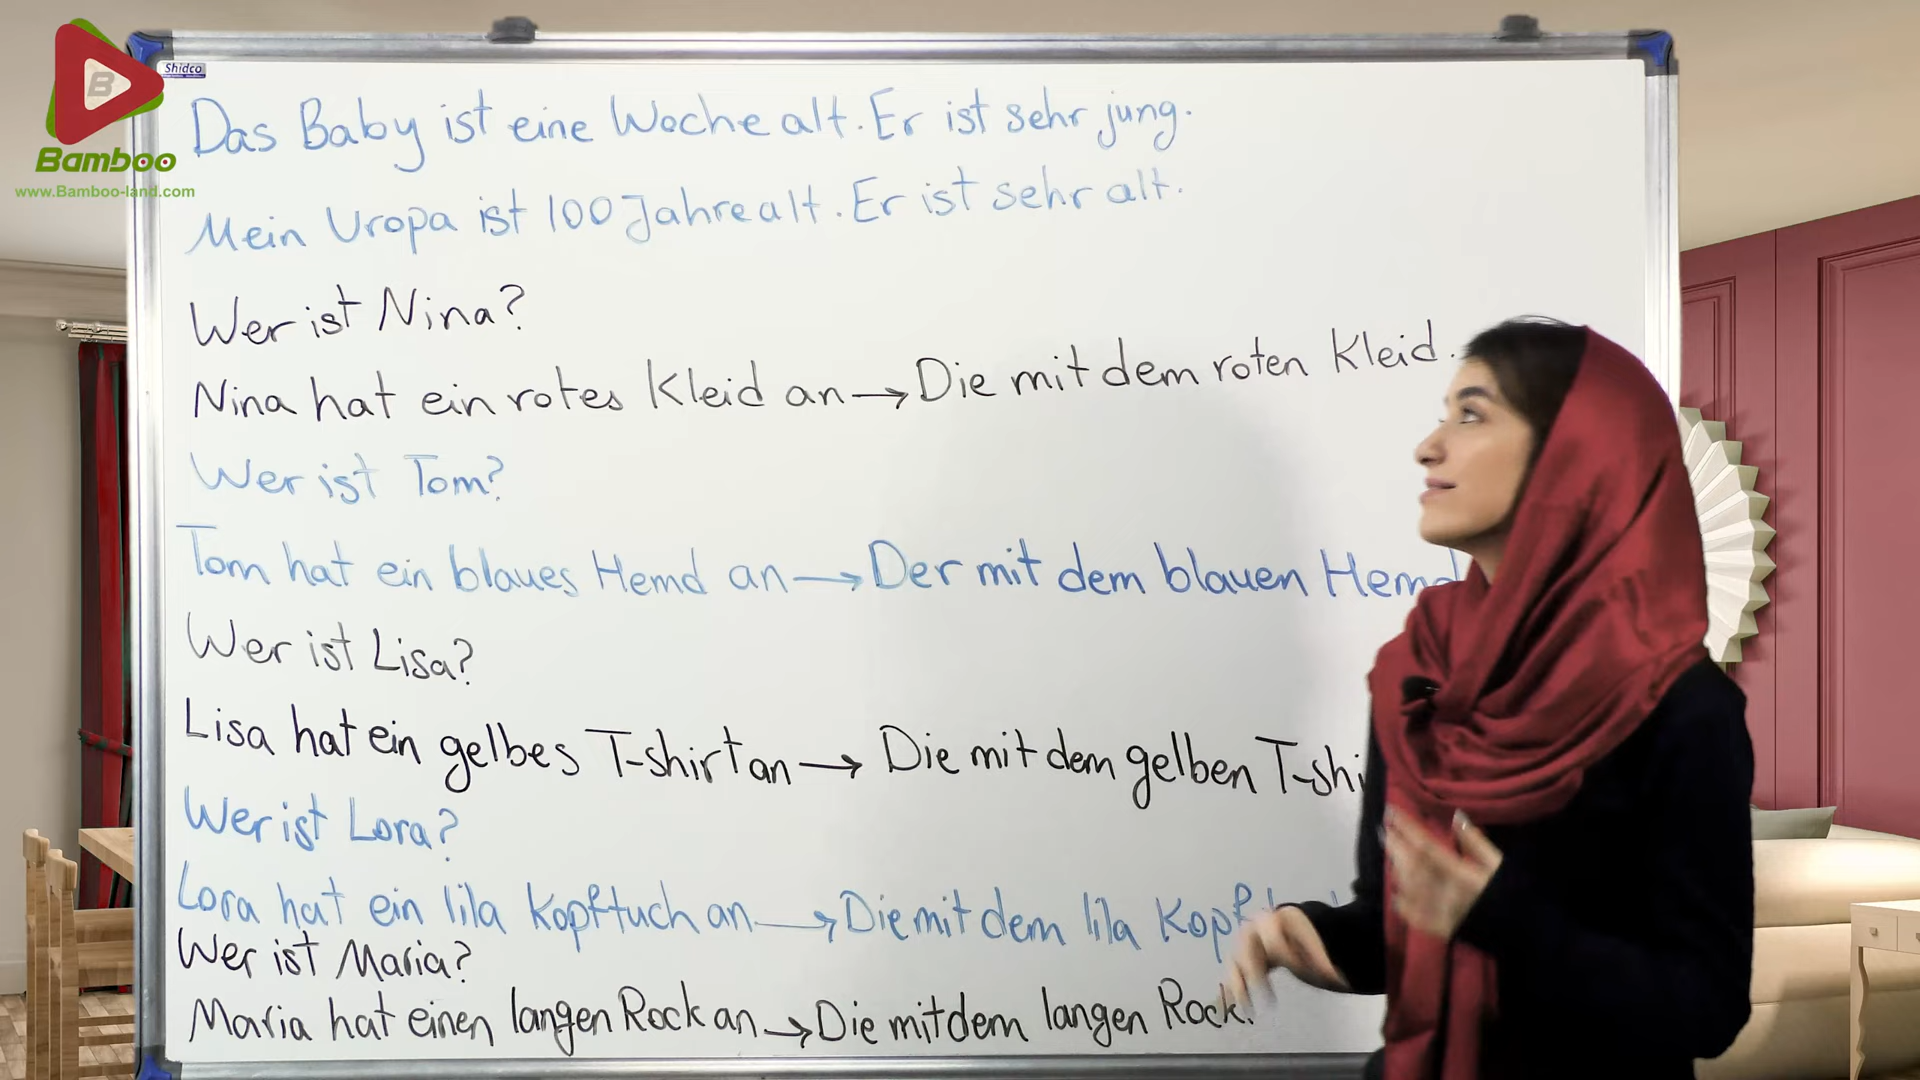 Shidco
B
Bamboo
www.Bamboo-land.com
Das Baby ist eine Woche alt. Er ist sehr jung.
Mein Uropa ist 100 Jahre alt. Er ist sehr alt.
Wer ist Nina?
Nina hat ein rotes Kleid an → Die mit dem roten Kleid.
Wer ist Tom?
Tom hat ein blaues Hemd an → Der mit dem blauen Hemd
Wer ist Lisa?
Lisa hat ein gelbes T-shirt an → Die mit dem gelben T-shi
Wer ist Lora?
Lora hat ein lila Kopftuch an → Die mit dem lila Kopf
Wer ist Maria?
Maria hat einen langen Rock an → Die mit dem langen Rock.